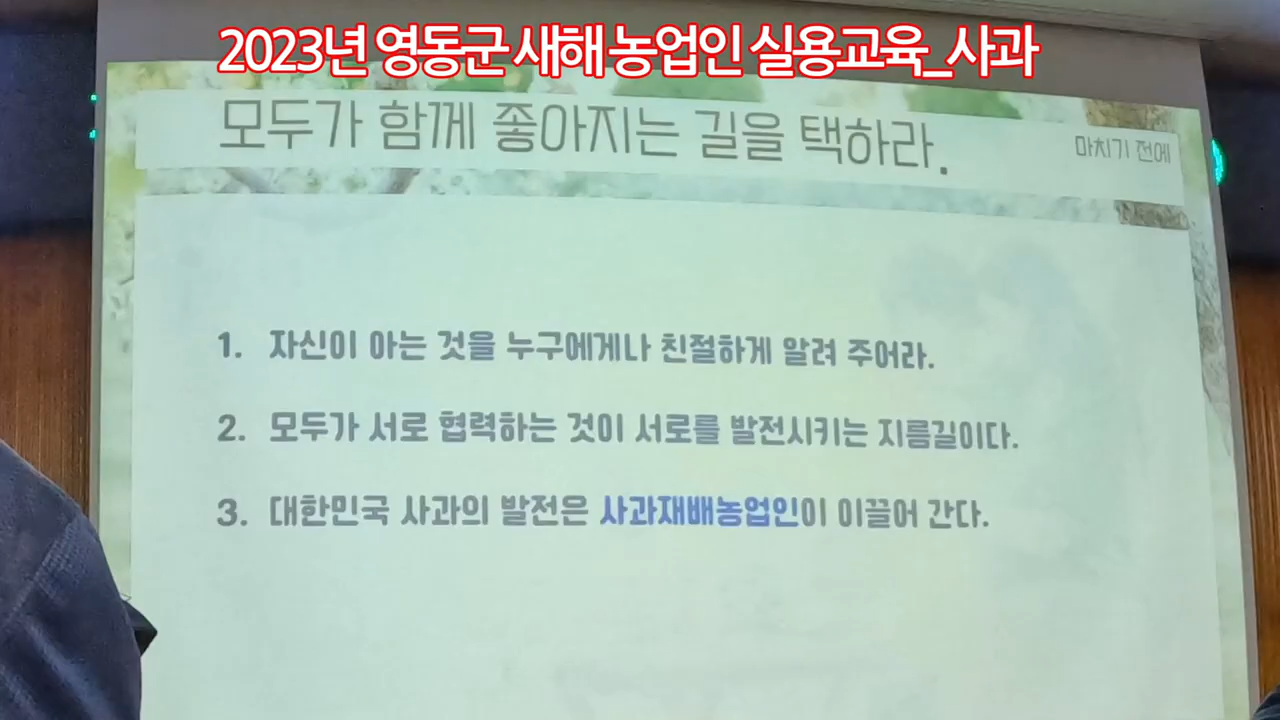 2023년 영동군 새해 농업인 실용교육_사과
모두가 함께 좋아지는 길을 택하라.
마치기 전에
1. 자신이 아는 것을 누구에게나 친절하게 알려 주어라.
2. 모두가 서로 협력하는 것이 서로를 발전시키는 지름길이다.
3. 대한민국 사과의 발전은 사과재배농업인이 이끌어 간다.